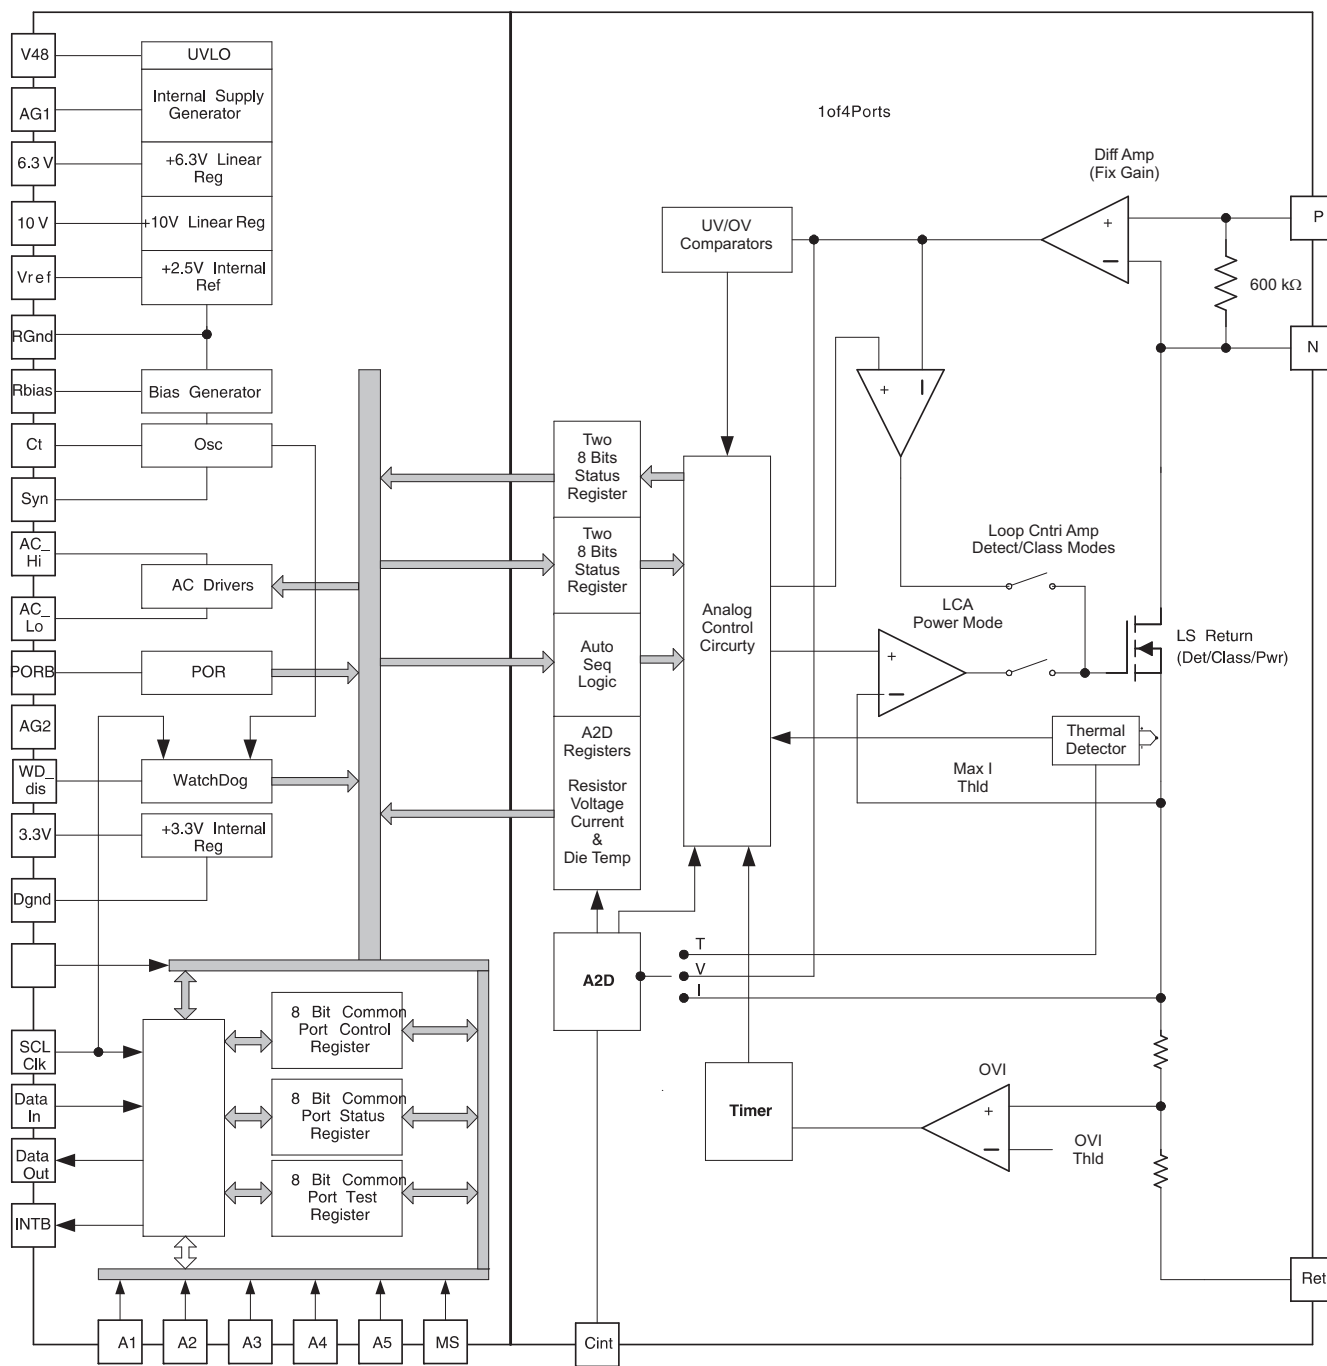 V48
UVLO
AG1
Internal Supply
Generator
6.3 V
+6.3V Linear
Reg
10 V
+10V Linear Reg
Vref
+2.5V Internal
Ref
RGnd
Rbias
Bias Generator
Ct
Osc
Syn
AC_
Hi
AC Drivers
AC_
Lo
PORB
POR
AG2
WD_
dis
WatchDog
3.3V
+3.3V Internal
Reg
Dgnd
SCL
Clk
Data
In
Data
Out
INTB
8 Bit Common
Port Control
Register
8 Bit Common
Port Status
Register
8 Bit Common
Port Test
Register
A1
A2
A3
A4
A5
MS
1of4Ports
Diff Amp
(Fix Gain)
+
–
P
600 kΩ
N
UV/OV
Comparators
+
–
Two
8 Bits
Status
Register
Two
8 Bits
Status
Register
Auto
Seq
Logic
A2D
Registers
Resistor
Voltage
Current
&
Die Temp
Analog
Control
Circurty
Loop Cntrl Amp
Detect/Class Modes
LCA
Power Mode
+
–
LS Return
(Det/Class/Pwr)
Thermal
Detector
Max I
Thld
A2D
T
V
I
Timer
OVI
+
–
OVI
Thld
Ret
Cint